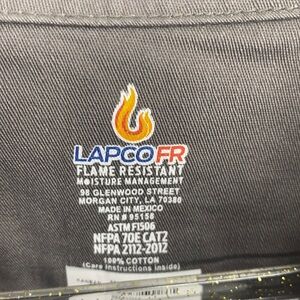 LAPCO FR
FLAME RESISTANT
MOISTURE MANAGEMENT
98 GLENWOOD STREET
MORGAN CITY, LA 70380
MADE IN MEXICO
RN # 95158
ASTM F1506
NFPA 70E CAT2
NFPA 2112-2012
100% COTTON
(Care Instructions inside)